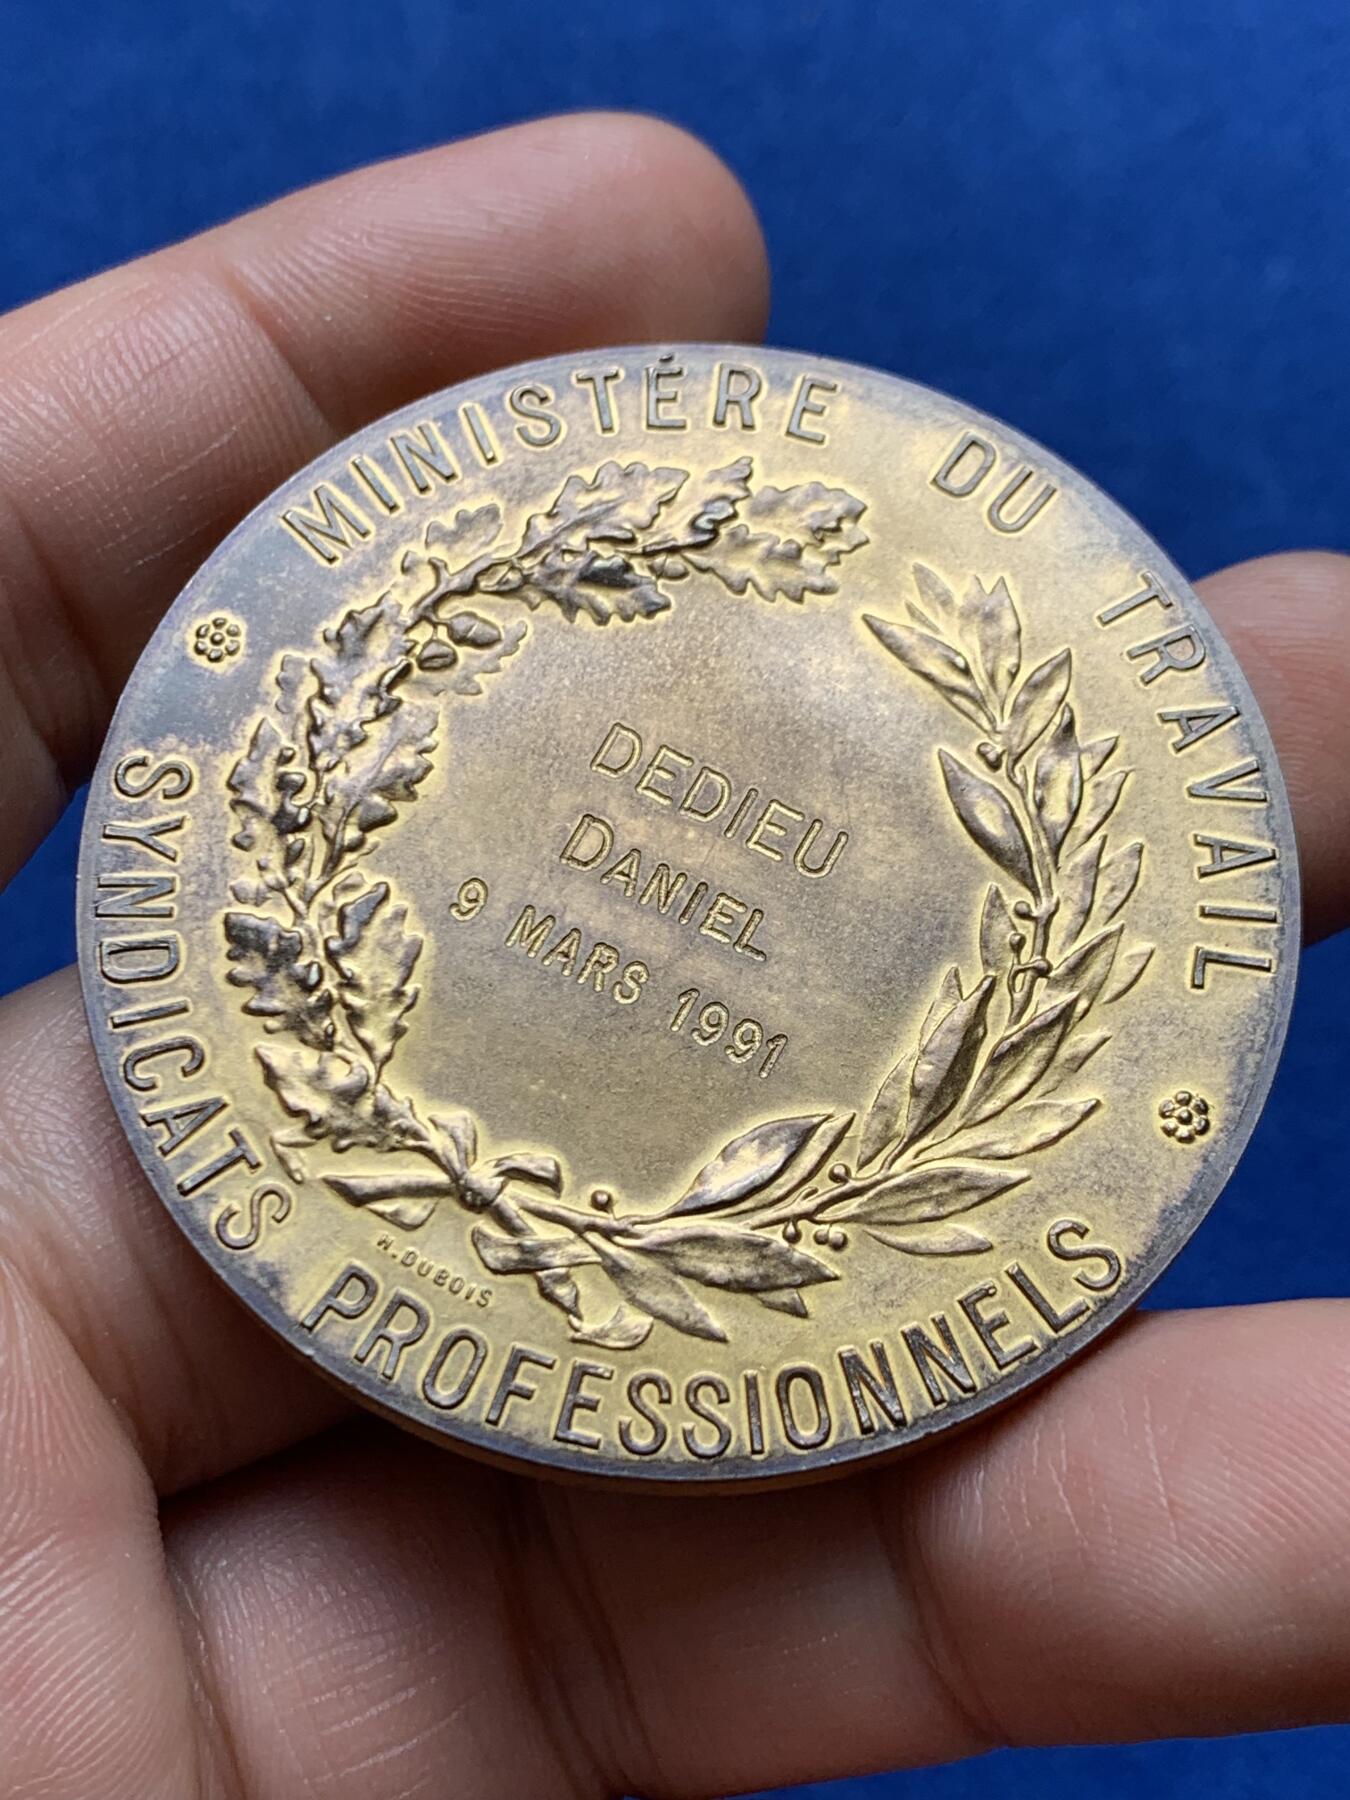 MINISTÉRE DU TRAVAIL
DEDIEU
DANIEL
9 MARS 1991
H. DUBOIS
SYNDICATS PROFESSIONNELS